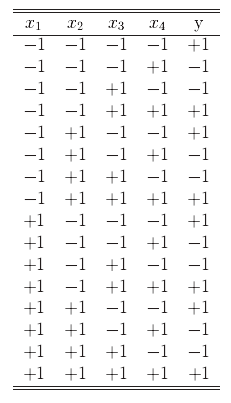 x₁ x₂ x₃ x₄ y
−1 −1 −1 −1 +1
−1 −1 −1 +1 −1
−1 −1 +1 −1 −1
−1 −1 +1 +1 +1
−1 +1 −1 −1 +1
−1 +1 −1 +1 −1
−1 +1 +1 −1 −1
−1 +1 +1 +1 +1
+1 −1 −1 −1 +1
+1 −1 −1 +1 −1
+1 −1 +1 −1 −1
+1 −1 +1 +1 +1
+1 +1 −1 −1 +1
+1 +1 −1 +1 −1
+1 +1 +1 −1 −1
+1 +1 +1 +1 +1